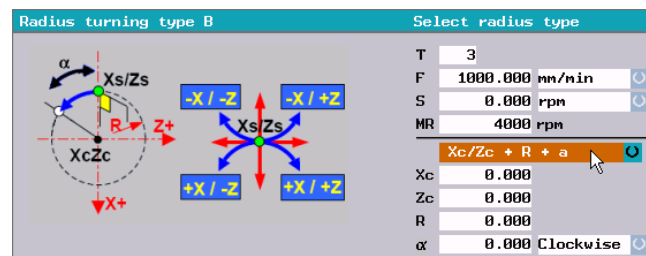 Radius turning type B
Select radius type
α
Xs/Zs
R
Z+
XcZc
X+
-X / -Z
-X / +Z
Xs/Zs
+X / -Z
+X / +Z
T 3
F 1000.000 mm/min
S 0.000 rpm
MR 4000 rpm
Xc/Zc + R + a
Xc 0.000
Zc 0.000
R 0.000
α 0.000 Clockwise